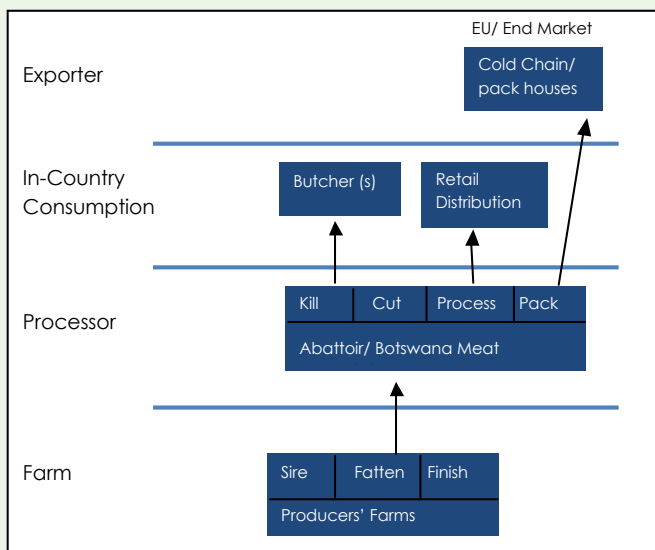 EU/ End Market
Exporter
Cold Chain/
pack houses
In-Country
Consumption
Butcher (s)
Retail
Distribution
Processor
Kill
Cut
Process
Pack
Abattoir/ Botswana Meat
Farm
Sire
Fatten
Finish
Producers' Farms